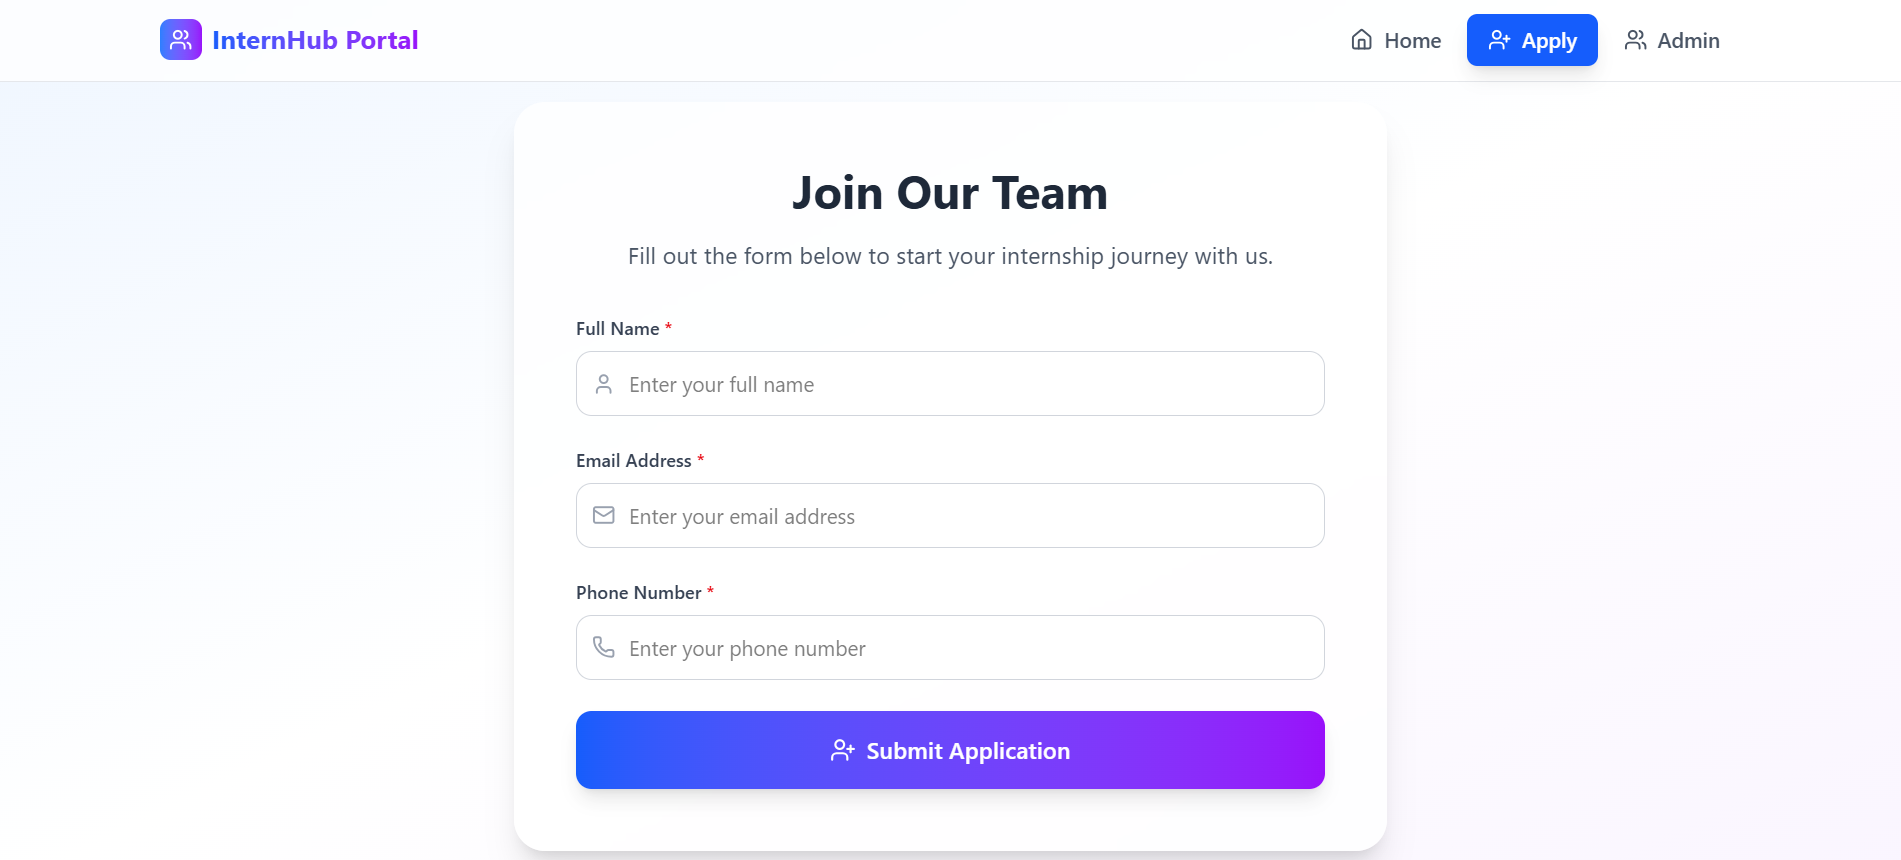 InternHub Portal
Home
Apply
Admin
Join Our Team
Fill out the form below to start your internship journey with us.
Full Name *
Enter your full name
Email Address *
Enter your email address
Phone Number *
Enter your phone number
Submit Application